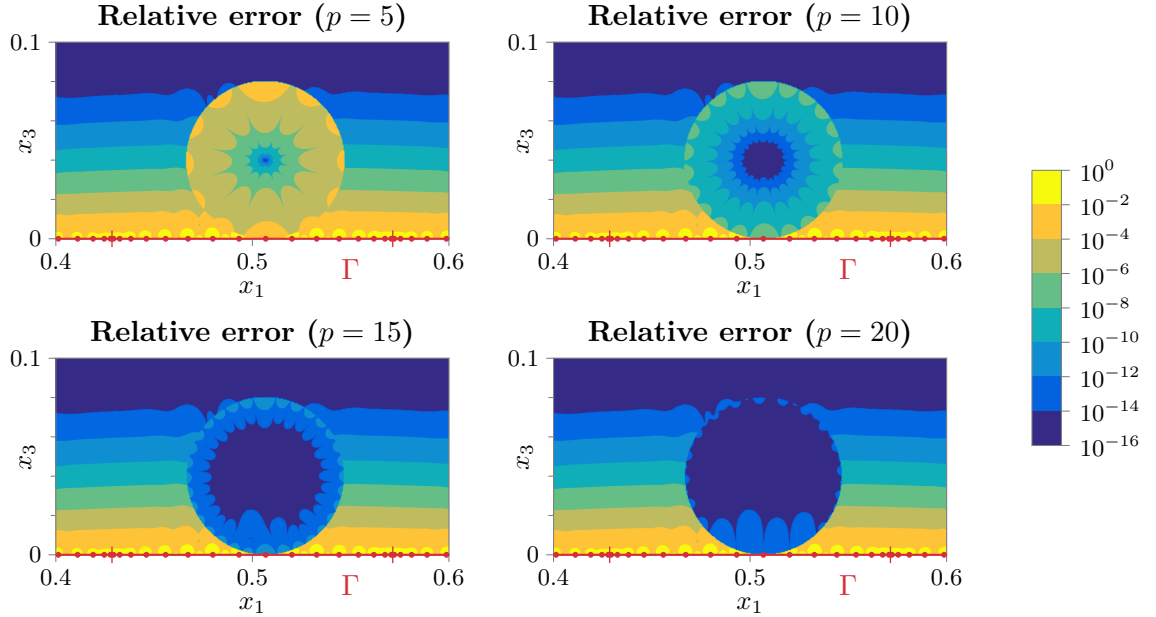 Relative error (p = 5)
0.1
x₃
0
0.4
0.5
0.6
Γ
x₁
Relative error (p = 10)
0.1
x₃
0
0.4
0.5
0.6
Γ
x₁
Relative error (p = 15)
0.1
x₃
0
0.4
0.5
0.6
Γ
x₁
Relative error (p = 20)
0.1
x₃
0
0.4
0.5
0.6
Γ
x₁
10⁰
10⁻²
10⁻⁴
10⁻⁶
10⁻⁸
10⁻¹⁰
10⁻¹²
10⁻¹⁴
10⁻¹⁶